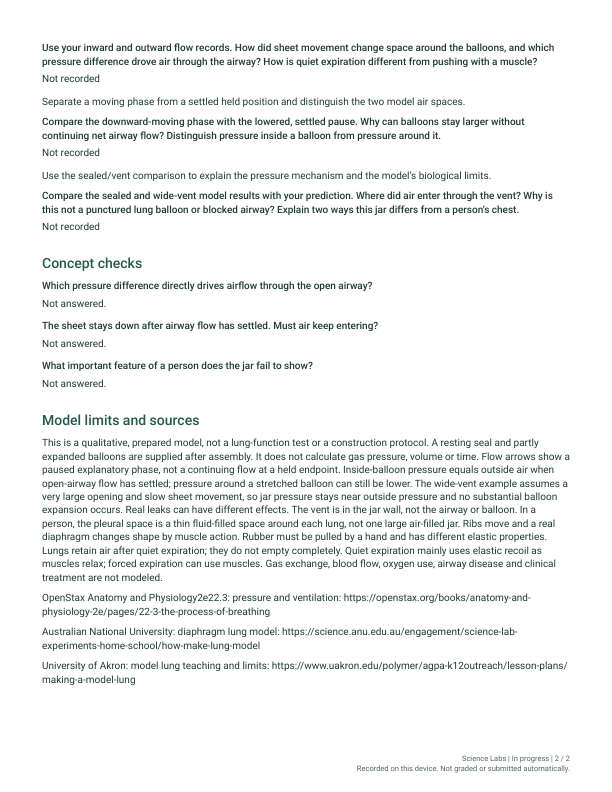 Use your inward and outward flow records. How did sheet movement change space around the balloons, and which
pressure difference drove air through the airway? How is quiet expiration different from pushing with a muscle?
Not recorded
Separate a moving phase from a settled held position and distinguish the two model air spaces.
Compare the downward-moving phase with the lowered, settled pause. Why can balloons stay larger without
continuing net airway flow? Distinguish pressure inside a balloon from pressure around it.
Not recorded
Use the sealed/vent comparison to explain the pressure mechanism and the model's biological limits.
Compare the sealed and wide-vent model results with your prediction. Where did air enter through the vent? Why is
this not a punctured lung balloon or blocked airway? Explain two ways this jar differs from a person's chest.
Not recorded
Concept checks
Which pressure difference directly drives airflow through the open airway?
Not answered.
The sheet stays down after airway flow has settled. Must air keep entering?
Not answered.
What important feature of a person does the jar fail to show?
Not answered.
Model limits and sources
This is a qualitative, prepared model, not a lung-function test or a construction protocol. A resting seal and partly
expanded balloons are supplied after assembly. It does not calculate gas pressure, volume or time. Flow arrows show a
paused explanatory phase, not a continuing flow at a held endpoint. Inside-balloon pressure equals outside air when
open-airway flow has settled; pressure around a stretched balloon can still be lower. The wide-vent example assumes a
very large opening and slow sheet movement, so jar pressure stays near outside pressure and no substantial balloon
expansion occurs. Real leaks can have different effects. The vent is in the jar wall, not the airway or balloon. In a
person, the pleural space is a thin fluid-filled space around each lung, not one large air-filled jar. Ribs move and a real
diaphragm changes shape by muscle action. Rubber must be pulled by a hand and has different elastic properties.
Lungs retain air after quiet expiration; they do not empty completely. Quiet expiration mainly uses elastic recoil as
muscles relax; forced expiration can use muscles. Gas exchange, blood flow, oxygen use, airway disease and clinical
treatment are not modeled.
OpenStax Anatomy and Physiology2e22.3: pressure and ventilation: https://openstax.org/books/anatomy-and-
physiology-2e/pages/22-3-the-process-of-breathing
Australian National University: diaphragm lung model: https://science.anu.edu.au/engagement/science-lab-
experiments-home-school/how-make-lung-model
University of Akron: model lung teaching and limits: https://www.uakron.edu/polymer/agpa-k12outreach/lesson-plans/
making-a-model-lung
Science Labs | In progress | 2 / 2
Recorded on this device. Not graded or submitted automatically.